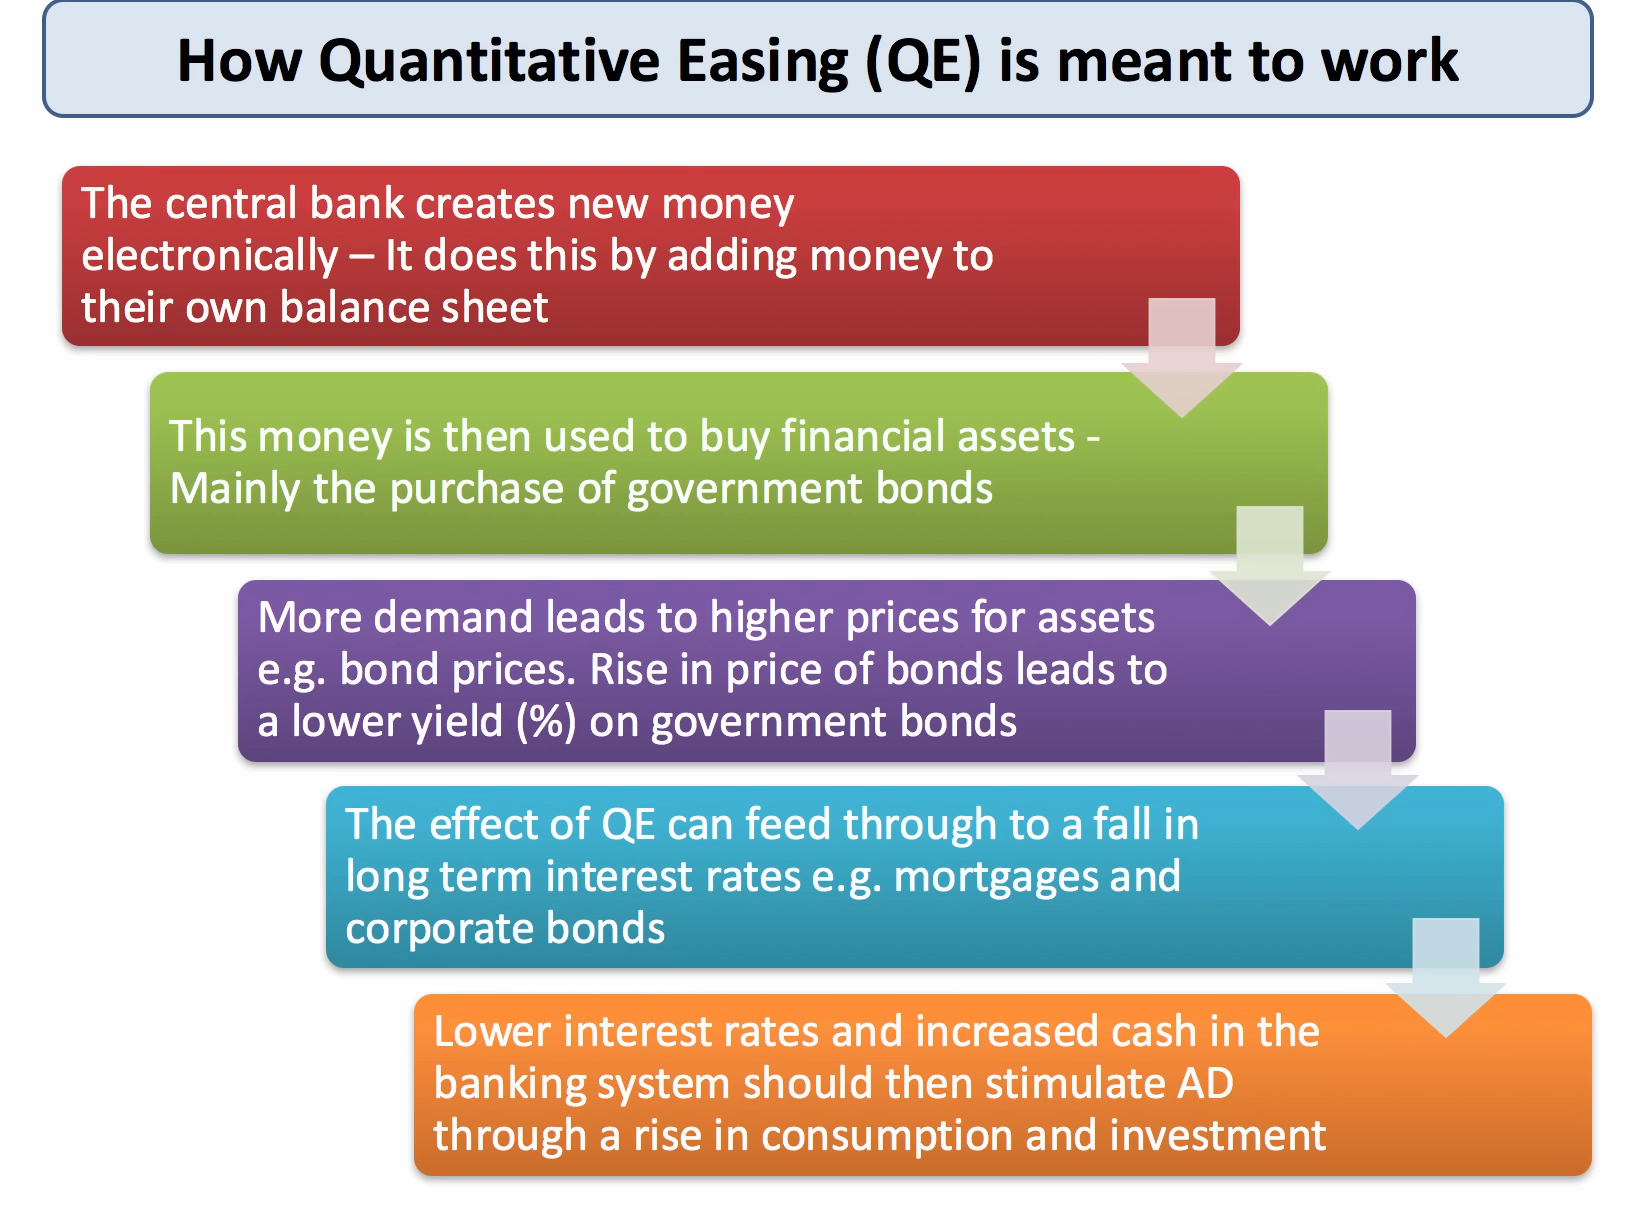 How Quantitative Easing (QE) is meant to work
The central bank creates new money
electronically – It does this by adding money to
their own balance sheet
This money is then used to buy financial assets -
Mainly the purchase of government bonds
More demand leads to higher prices for assets
e.g. bond prices. Rise in price of bonds leads to
a lower yield (%) on government bonds
The effect of QE can feed through to a fall in
long term interest rates e.g. mortgages and
corporate bonds
Lower interest rates and increased cash in the
banking system should then stimulate AD
through a rise in consumption and investment